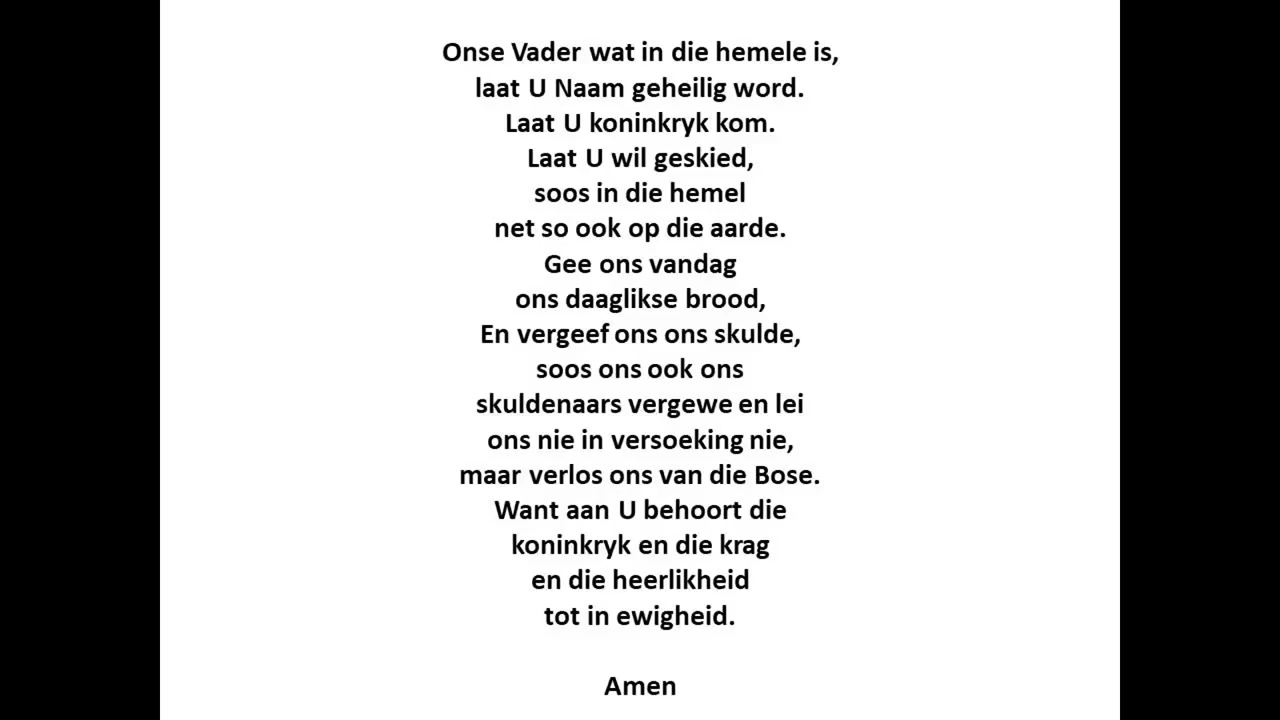 Onse Vader wat in die hemele is,
laat U Naam geheilig word.
Laat U koninkryk kom.
Laat U wil geskied,
soos in die hemel
net so ook op die aarde.
Gee ons vandag
ons daaglikse brood,
En vergeef ons ons skulde,
soos ons ook ons
skuldenaars vergewe en lei
ons nie in versoeking nie,
maar verlos ons van die Bose.
Want aan U behoort die
koninkryk en die krag
en die heerlikheid
tot in ewigheid.
Amen